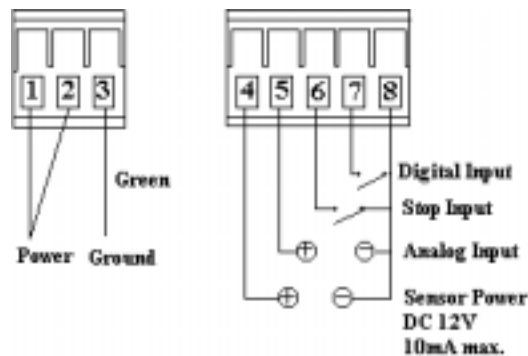 1 2 3
4 5 6 7 8
Green
Power Ground
Digital Input
Stop Input
Analog Input
Sensor Power
DC 12V
10mA max.